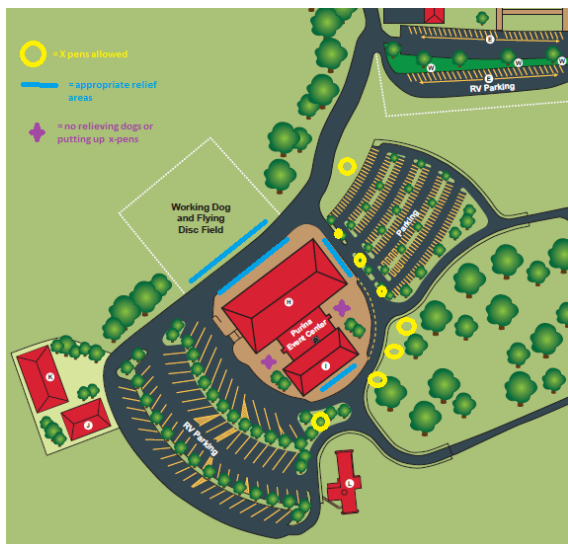 = X pens allowed
= appropriate relief
areas
= no relieving dogs or
putting up x-pens
E
W
W
W
W
E
RV Parking
Working Dog
and Flying
Disc Field
Parking
H
Purina
Event Center
I
K
J
RV Parking
L